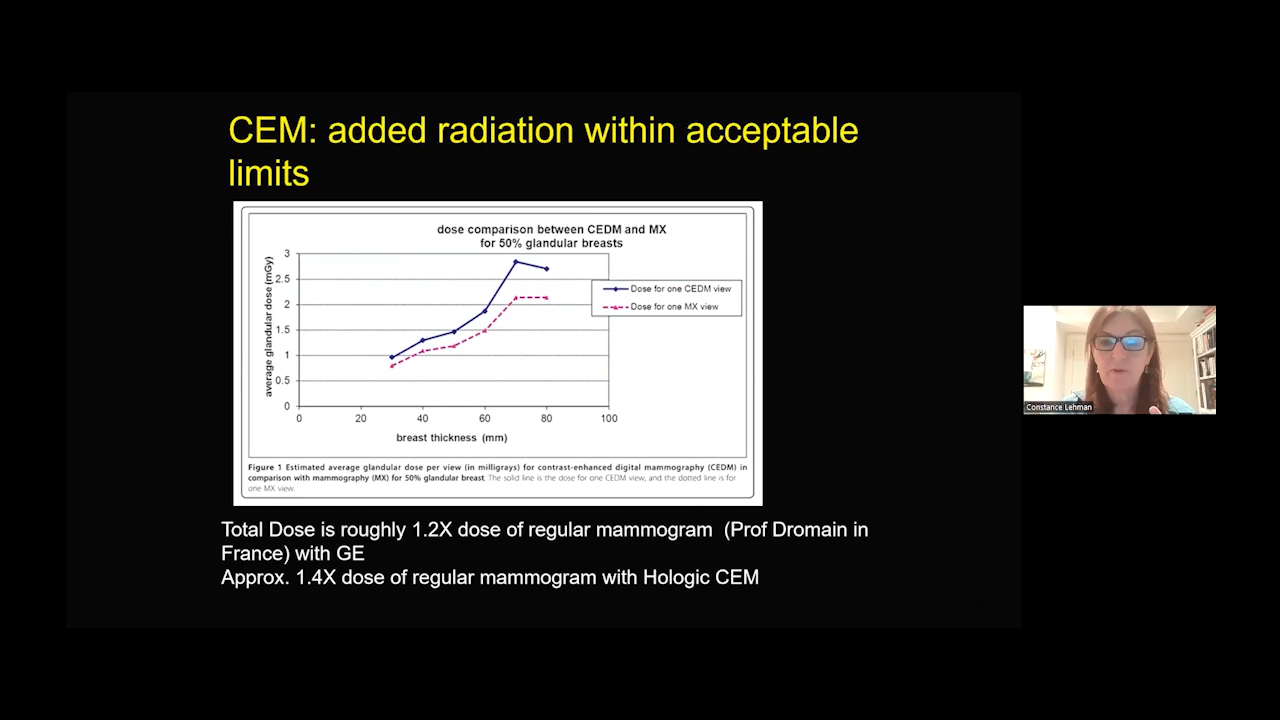 CEM: added radiation within acceptable
limits
dose comparison between CEDM and MX
for 50% glandular breasts
average glandular dose (mGy)
3
2.5
2
1.5
1
0.5
0
0 20 40 60 80 100
breast thickness (mm)
Dose for one CEDM view
Dose for one MX view
Figure 1 Estimated average glandular dose per view (in milligrays) for contrast-enhanced digital mammography (CEDM) in
comparison with mammography (MX) for 50% glandular breast. The solid line is the dose for one CEDM view, and the dotted line is for
one MX view.
Total Dose is roughly 1.2X dose of regular mammogram (Prof Dromain in
France) with GE
Approx. 1.4X dose of regular mammogram with Hologic CEM
Constance Lehman